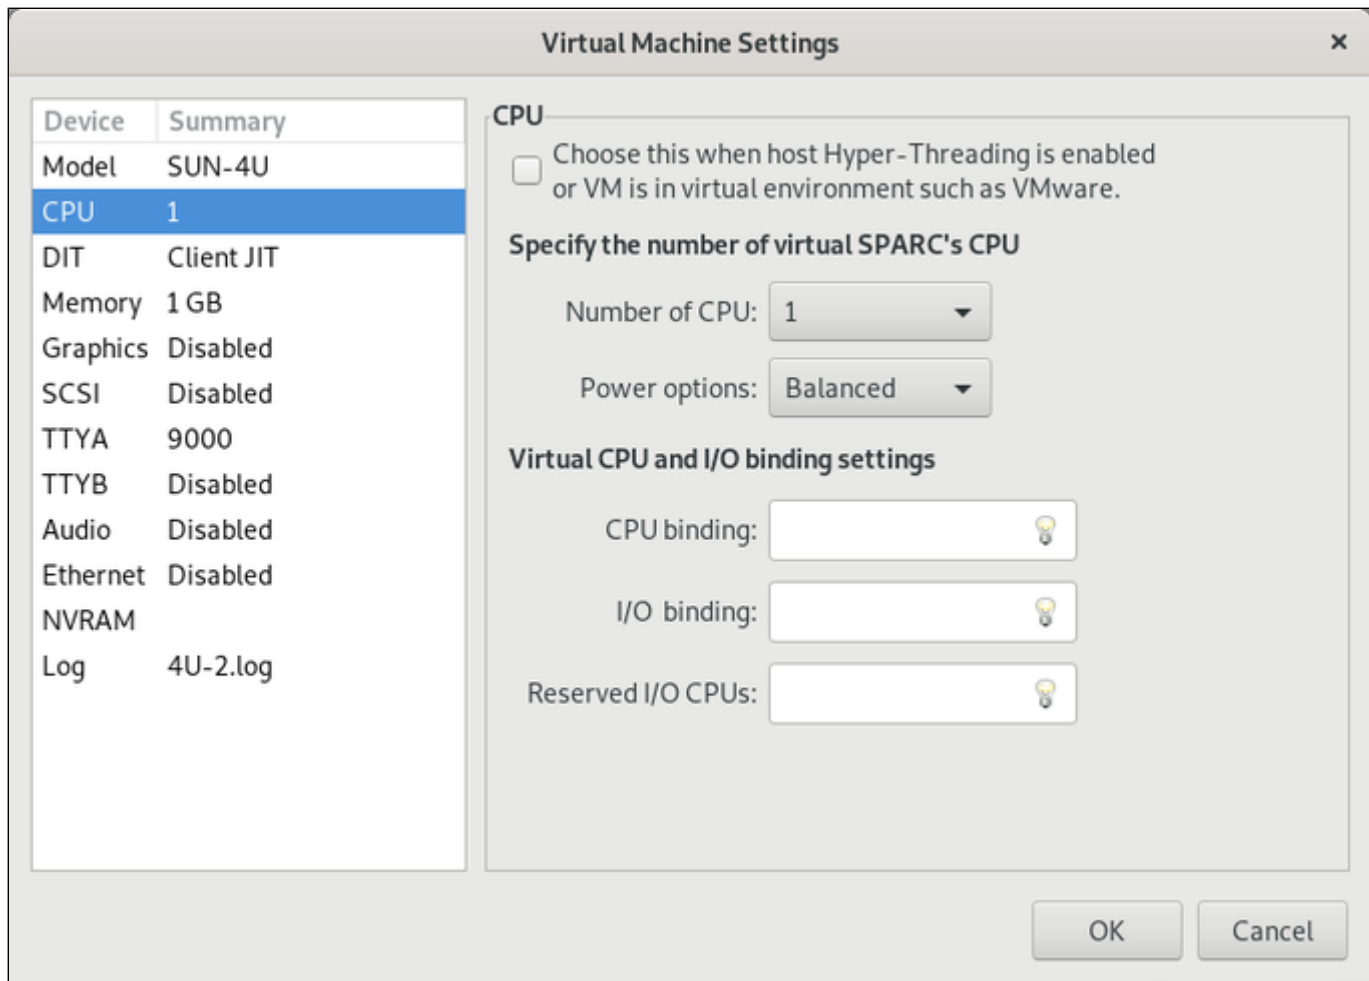 Virtual Machine Settings ×
Device Summary
Model SUN-4U
CPU 1
DIT Client JIT
Memory 1 GB
Graphics Disabled
SCSI Disabled
TTYA 9000
TTYB Disabled
Audio Disabled
Ethernet Disabled
NVRAM
Log 4U-2.log
CPU
Choose this when host Hyper-Threading is enabled
or VM is in virtual environment such as VMware.
Specify the number of virtual SPARC's CPU
Number of CPU: 1
Power options: Balanced
Virtual CPU and I/O binding settings
CPU binding:
I/O binding:
Reserved I/O CPUs:
OK Cancel